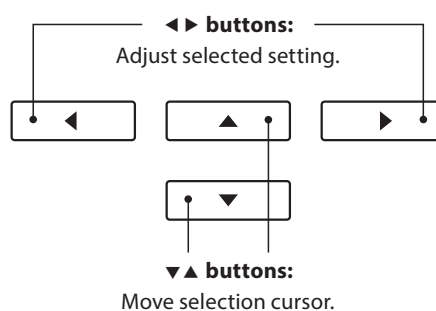 ◀ ▶ buttons:
Adjust selected setting.
◀
▲
▶
▼
▼▲ buttons:
Move selection cursor.